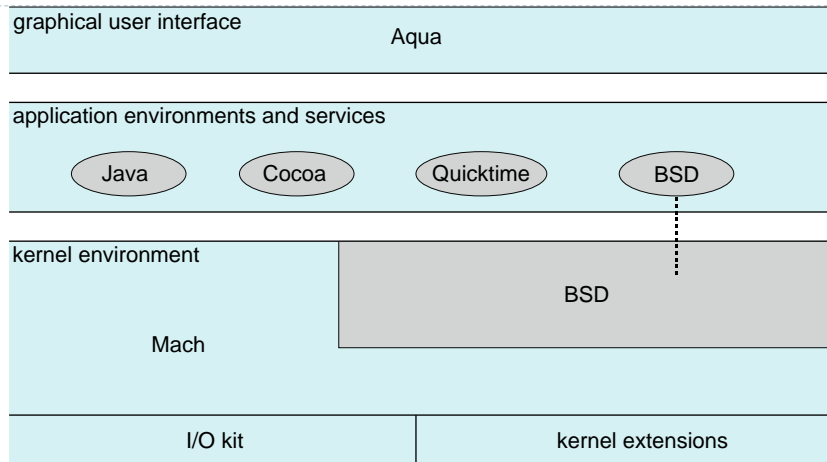 graphical user interface
Aqua
application environments and services
Java
Cocoa
Quicktime
BSD
kernel environment
BSD
Mach
I/O kit
kernel extensions